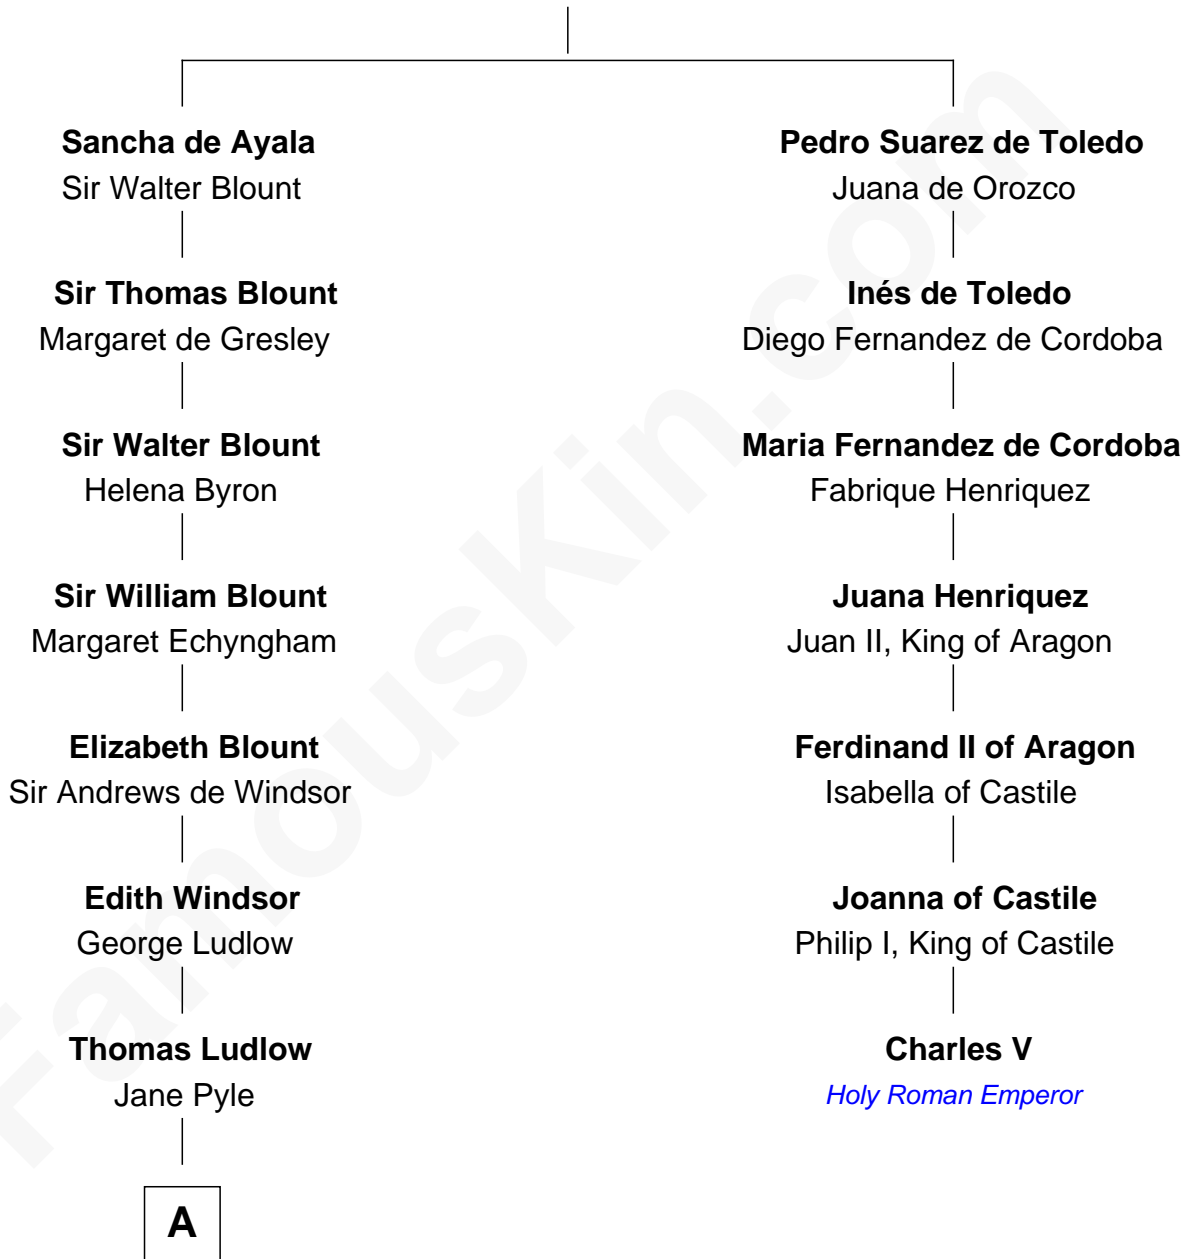 Sancha de Ayala
Sir Walter Blount
Pedro Suarez de Toledo
Juana de Orozco
Sir Thomas Blount
Margaret de Gresley
Inés de Toledo
Diego Fernandez de Cordoba
Sir Walter Blount
Helena Byron
Maria Fernandez de Cordoba
Fabrique Henriquez
Sir William Blount
Margaret Echyngham
Juana Henriquez
Juan II, King of Aragon
Elizabeth Blount
Sir Andrews de Windsor
Ferdinand II of Aragon
Isabella of Castile
Edith Windsor
George Ludlow
Joanna of Castile
Philip I, King of Castile
Thomas Ludlow
Jane Pyle
Charles V
Holy Roman Emperor
A
FamousKin.com